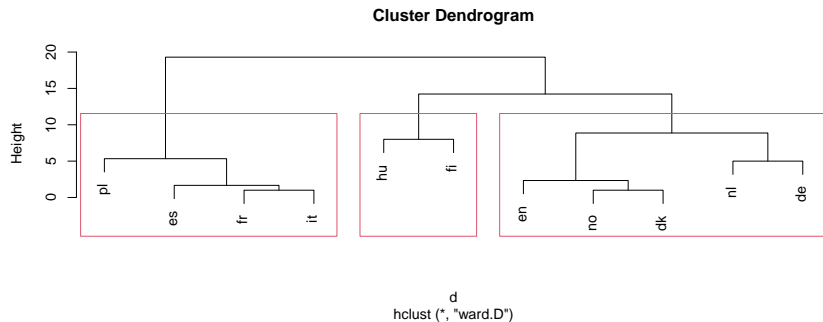 Cluster Dendrogram
Height
20
15
10
5
0
pl
es
fr
it
hu
fi
en
no
dk
nl
de
d
hclust (*, "ward.D")